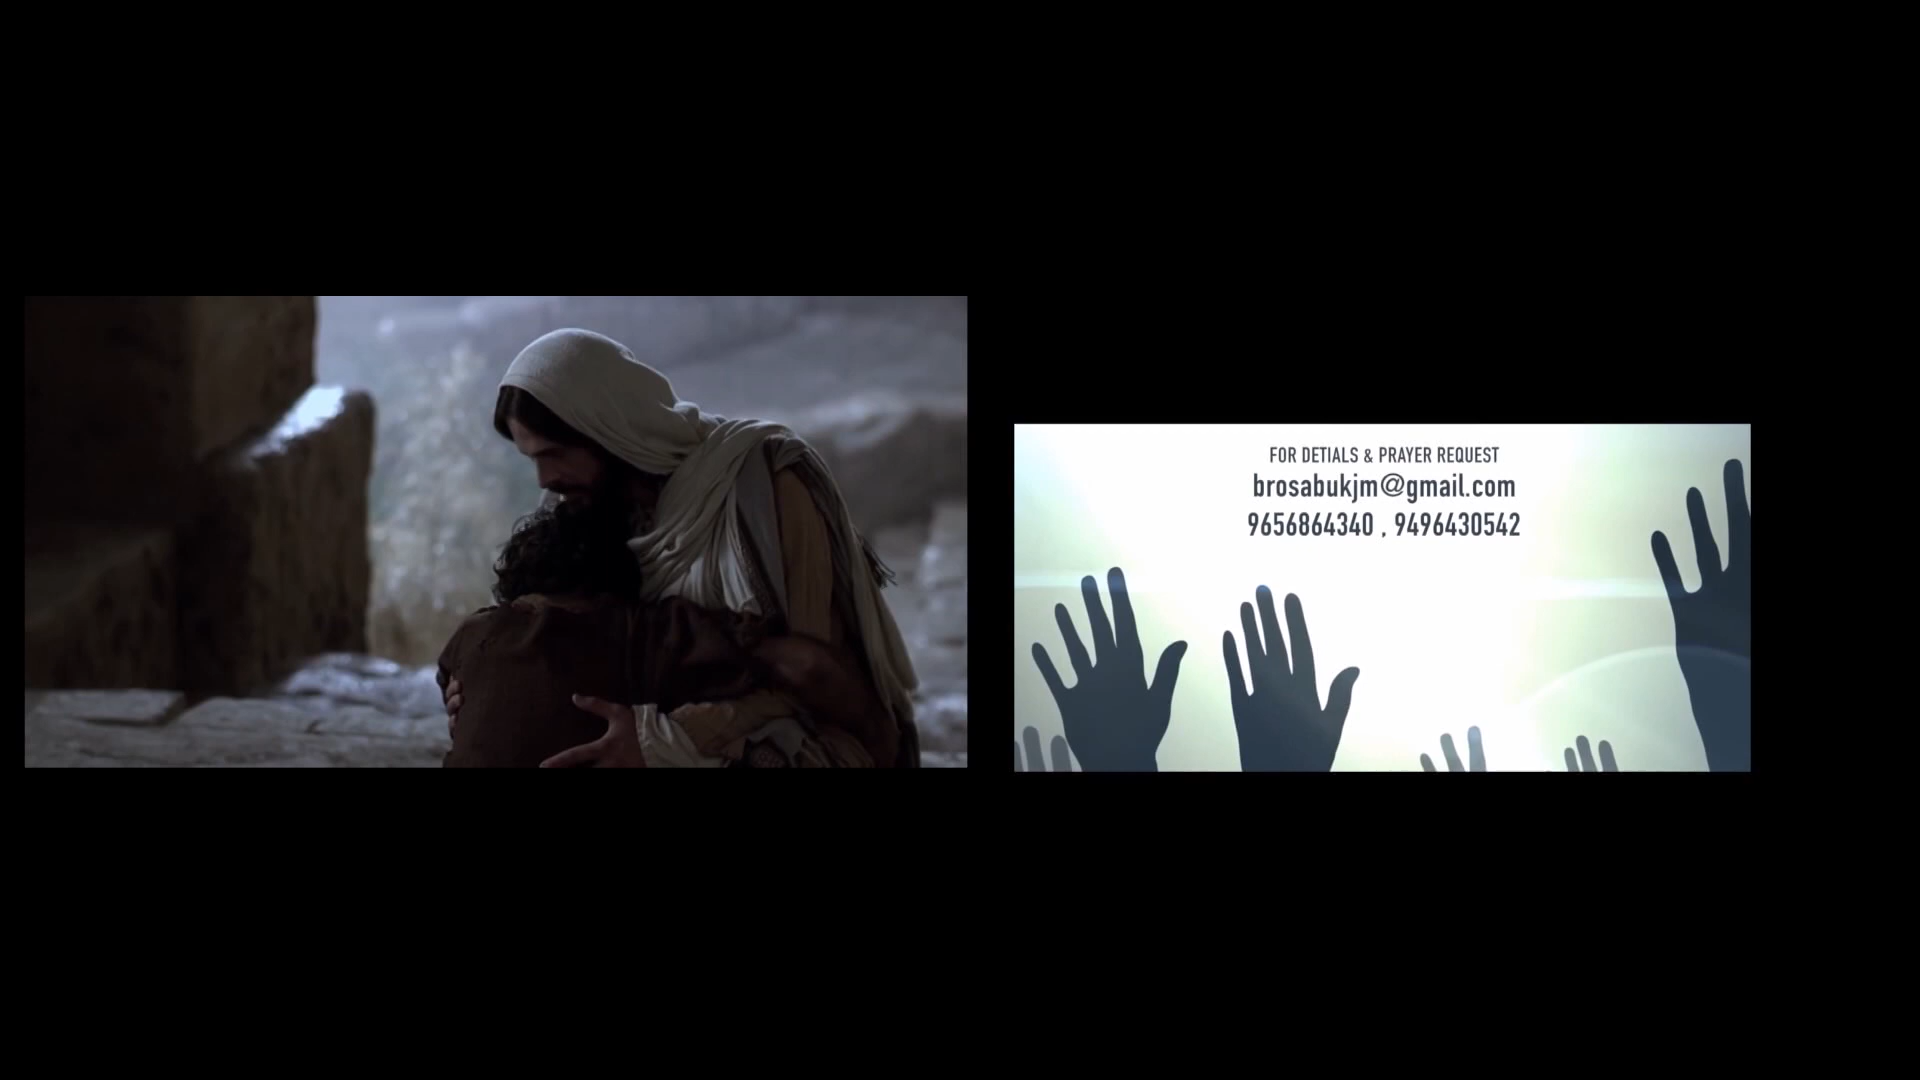 FOR DETIALS & PRAYER REQUEST
brosabukjm@gmail.com
9656864340 , 9496430542